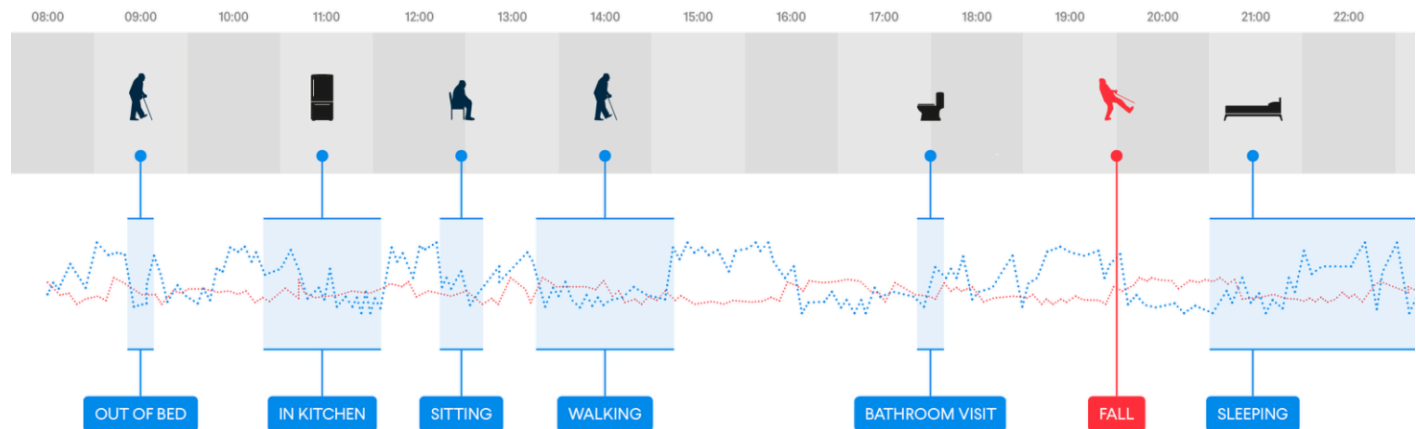 08:00 09:00 10:00 11:00 12:00 13:00 14:00 15:00 16:00 17:00 18:00 19:00 20:00 21:00 22:00
OUT OF BED IN KITCHEN SITTING WALKING BATHROOM VISIT FALL SLEEPING